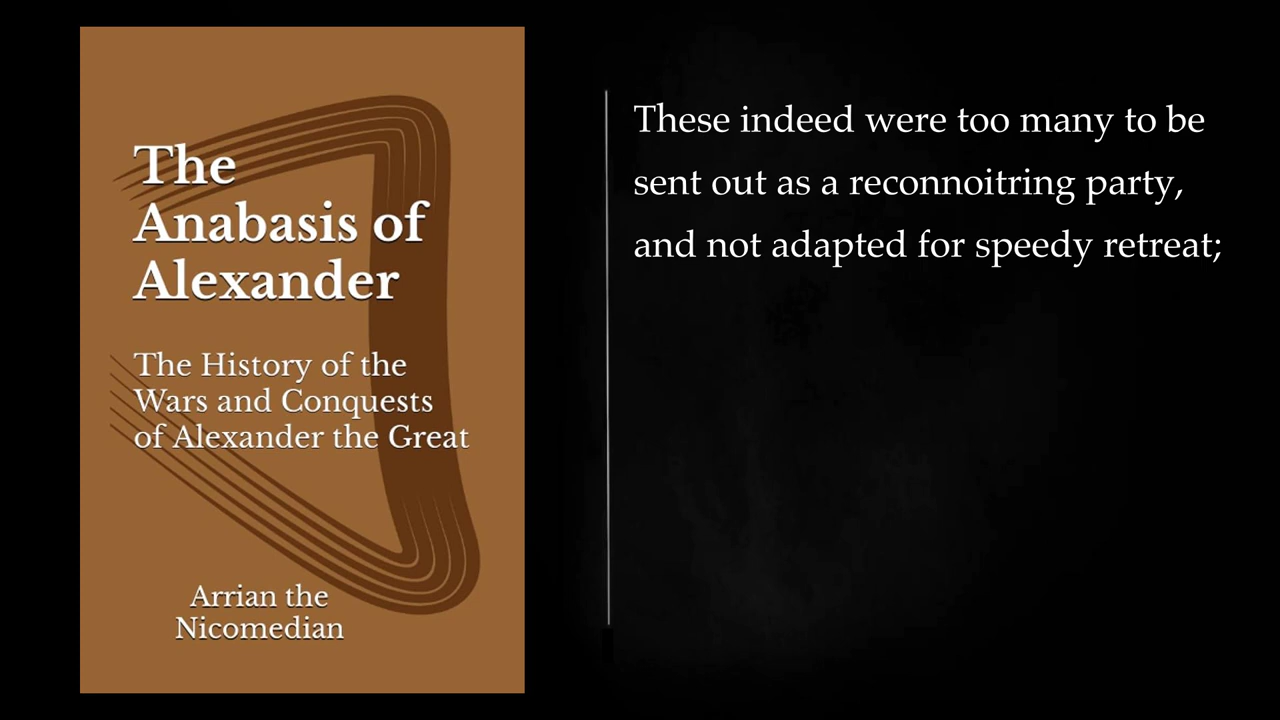 The
Anabasis of
Alexander
The History of the
Wars and Conquests
of Alexander the Great
Arrian the
Nicomedian
These indeed were too many to be
sent out as a reconnoitring party,
and not adapted for speedy retreat;